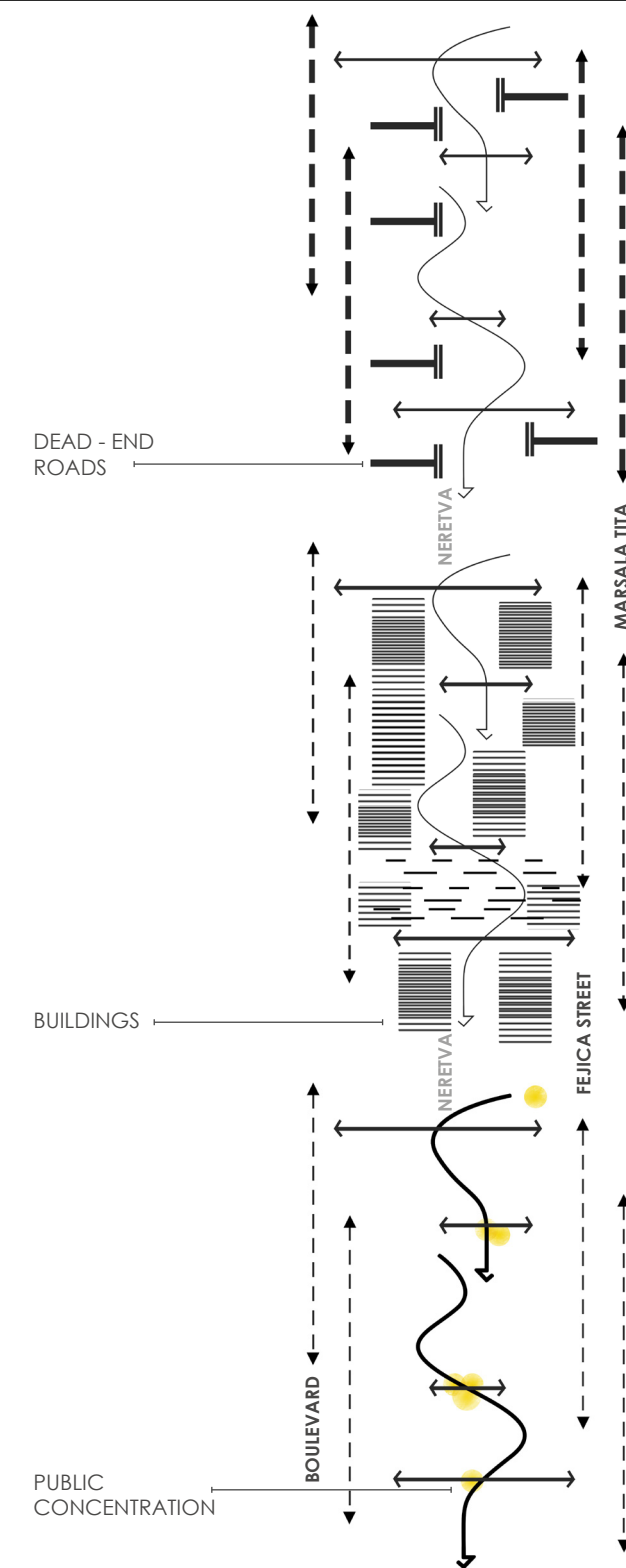 DEAD - END
ROADS
NERETVA
MARSALA TITA
BUILDINGS
NERETVA
FEJICA STREET
BOULEVARD
PUBLIC
CONCENTRATION